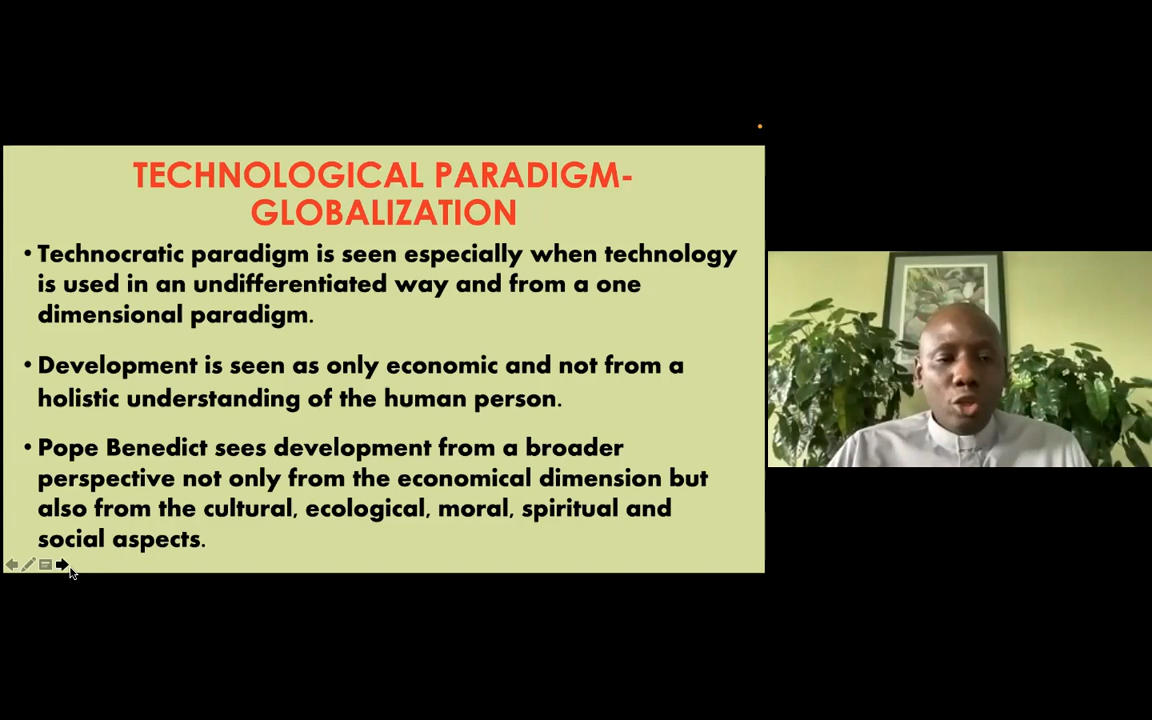 TECHNOLOGICAL PARADIGM-
GLOBALIZATION
• Technocratic paradigm is seen especially when technology
is used in an undifferentiated way and from a one
dimensional paradigm.
• Development is seen as only economic and not from a
holistic understanding of the human person.
• Pope Benedict sees development from a broader
perspective not only from the economical dimension but
also from the cultural, ecological, moral, spiritual and
social aspects.